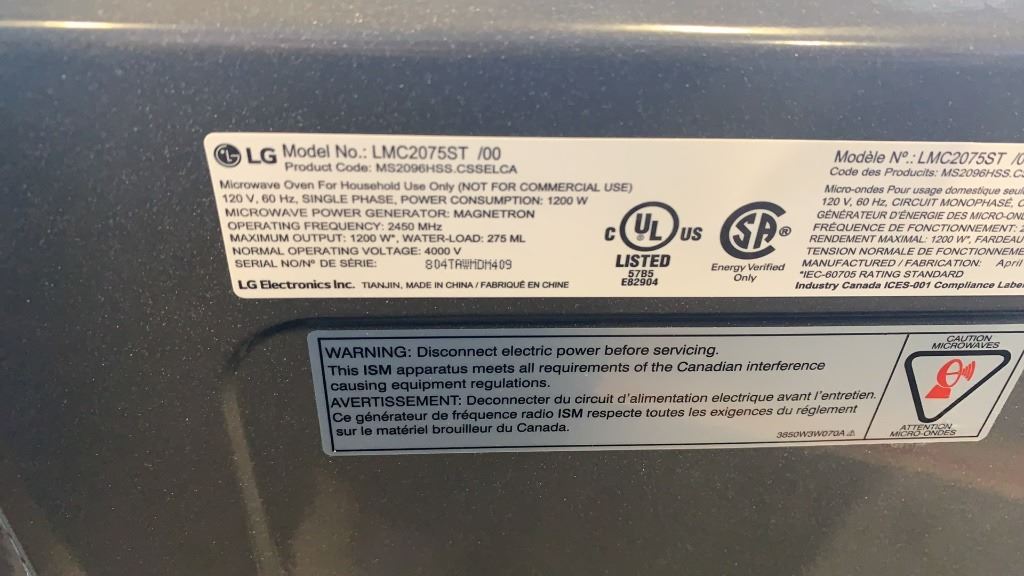 LG Model No.: LMC2075ST /00
Product Code: MS2096HSS.CSSELCA
Microwave Oven For Household Use Only (NOT FOR COMMERCIAL USE)
120 V, 60 Hz, SINGLE PHASE, POWER CONSUMPTION: 1200 W
MICROWAVE POWER GENERATOR: MAGNETRON
OPERATING FREQUENCY: 2450 MHz
MAXIMUM OUTPUT: 1200 W*, WATER-LOAD: 275 ML
NORMAL OPERATING VOLTAGE: 4000 V
SERIAL NO/Nº DE SÉRIE: 804TAWHDH409
LG Electronics Inc. TIANJIN, MADE IN CHINA / FABRIQUÉ EN CHINE
C UL US
LISTED
57B5
E82904
SA ®
Energy Verified
Only
Modèle Nº.: LMC2075ST
Code des Produits: MS2096HSS.
Micro-ondes Pour usage domestique
120 V, 60 Hz, CIRCUIT MONOPHASÉ,
GÉNÉRATEUR D'ÉNERGIE DES
FRÉQUENCE DE FONCTIONNEMENT:
RENDEMENT MAXIMAL: 1200 W*, FARDEAU
TENSION NORMALE DE FONCTIONNEME
MANUFACTURED / FABRICATION: April
*IEC-60705 RATING STANDARD
Industry Canada ICES-001 Compliance Labe
WARNING: Disconnect electric power before servicing.
This ISM apparatus meets all requirements of the Canadian interference
causing equipment regulations.
AVERTISSEMENT: Deconnecter du circuit d'alimentation electrique avant l'entretien.
Ce générateur de fréquence radio ISM respecte toutes les exigences du réglement
sur le matériel brouilleur du Canada.
3850W3W070A
CAUTION
MICROWAVES
ATTENTION
MICRO-ONDES